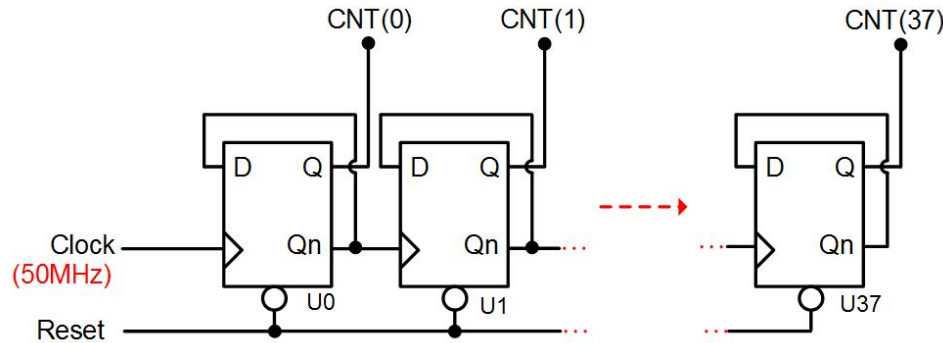 CNT(0) CNT(1) CNT(37)
D Q D Q D Q
Clock Qn Qn Qn
(50MHz)
U0 U1 U37
Reset